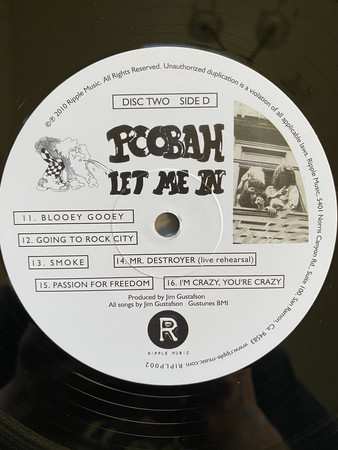 ©℗ 2010 Ripple Music. All Rights Reserved. Unauthorized duplication is a violation of all applicable laws. Ripple Music, 5401 Norris Canyon Rd., Suite 100, San Ramon, Ca 94583 www.ripple-music.com
DISC TWO SIDE D
POOBAH
LET ME IN
11. BLOOEY GOOEY
12. GOING TO ROCK CITY
13. SMOKE
14. MR. DESTROYER (live rehearsal)
15. PASSION FOR FREEDOM
16. I'M CRAZY, YOU'RE CRAZY
Produced by Jim Gustafson
All songs by Jim Gustafson · Gustunes BMI
R
RIPPLE MUSIC
RIPLP002